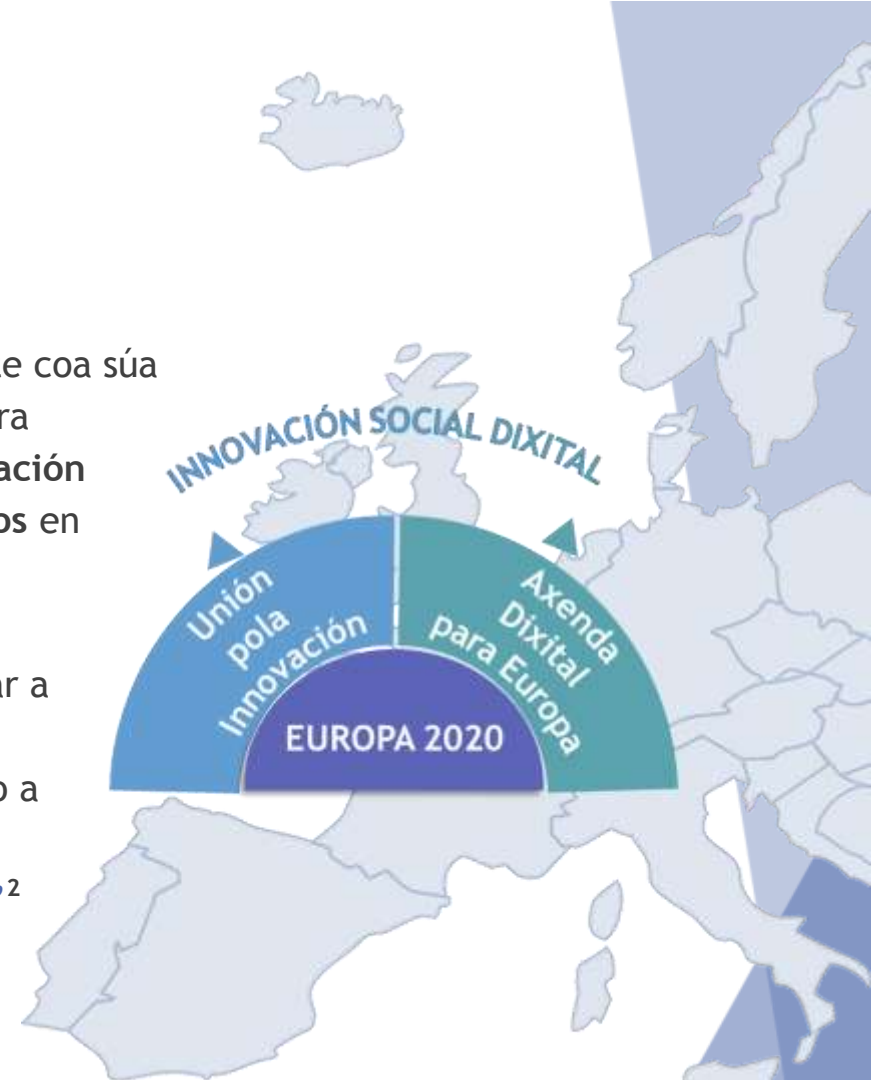 e coa súa
ra
ación
os en
ar a
o a
2
INNOVACIÓN SOCIAL DIXITAL
Unión
pola
Innovación
Axenda
Dixital
para Europa
EUROPA 2020